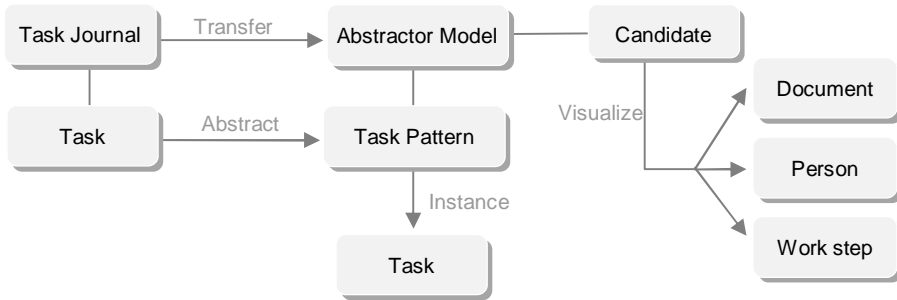 Task Journal
Transfer
Abstractor Model
Candidate
Document
Visualize
Task
Abstract
Task Pattern
Person
Instance
Work step
Task